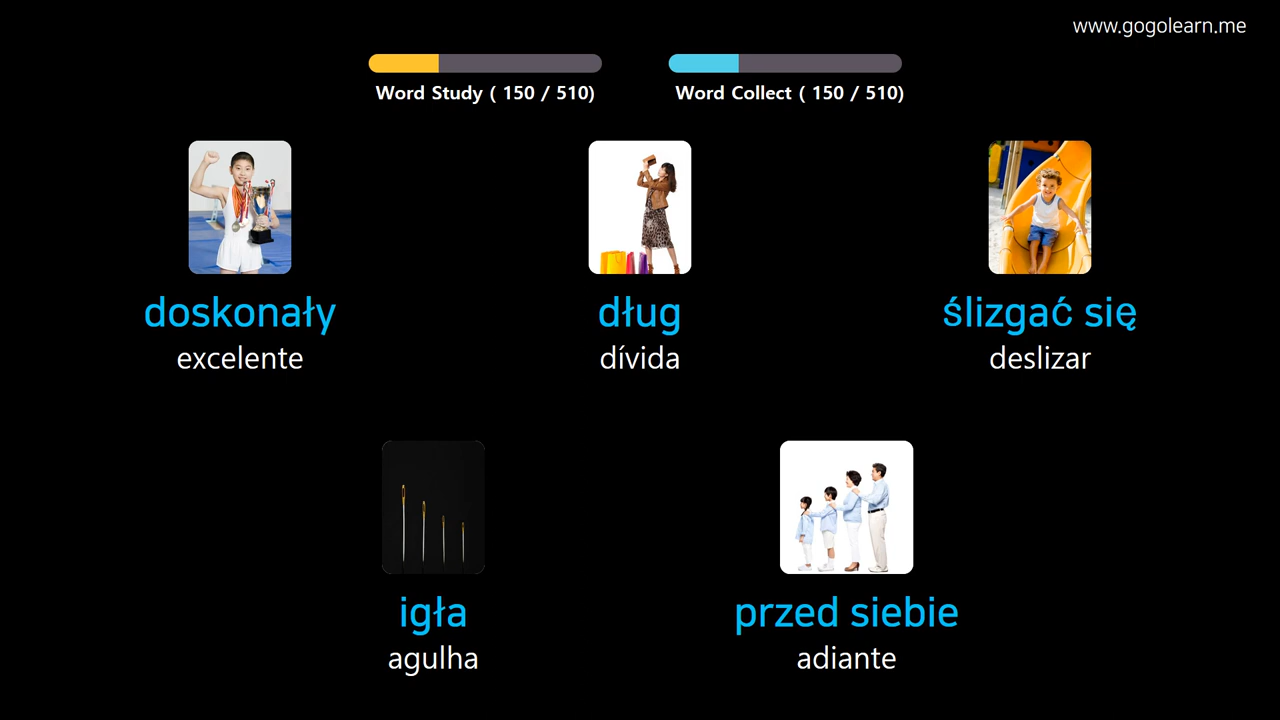 www.gogolearn.me
Word Study ( 150 / 510)
Word Collect ( 150 / 510)
doskonały
excelente
dług
dívida
ślizgać się
deslizar
igła
agulha
przed siebie
adiante